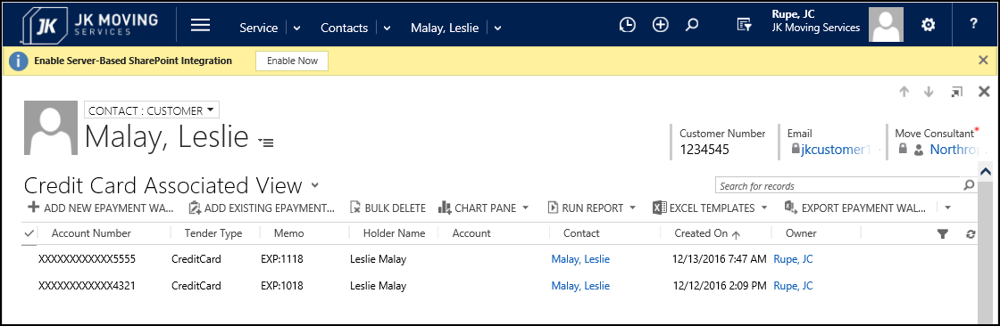 JK JK MOVING SERVICES Service Contacts Malay, Leslie Rupe, JC JK Moving Services ?
Enable Server-Based SharePoint Integration Enable Now
CONTACT : CUSTOMER
Malay, Leslie
Customer Number Email Move Consultant*
1234545 jkcustomer1 Northrop
Credit Card Associated View Search for records
ADD NEW EPAYMENT WA... ADD EXISTING EPAYMENT... BULK DELETE CHART PANE RUN REPORT EXCEL TEMPLATES EXPORT EPAYMENT WAL...
Account Number Tender Type Memo Holder Name Account Contact Created On Owner
XXXXXXXXXXXX5555 CreditCard EXP:1118 Leslie Malay Malay, Leslie 12/13/2016 7:47 AM Rupe, JC
XXXXXXXXXXXX4321 CreditCard EXP:1018 Leslie Malay Malay, Leslie 12/12/2016 2:09 PM Rupe, JC